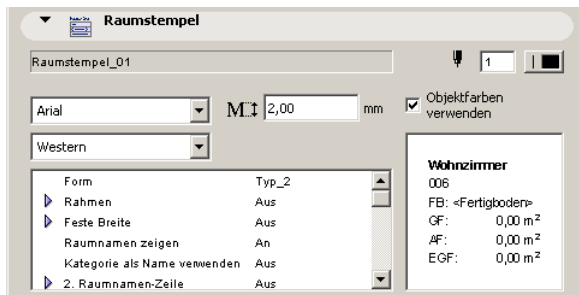 Raumstempel
Raumstempel_01
1
Arial
M
2,00
mm
Objektfarben
verwenden
Western
Form Typ_2
Rahmen Aus
Feste Breite Aus
Raumnamen zeigen An
Kategorie als Name verwenden Aus
2. Raumnamen-Zeile Aus
Wohnzimmer
006
FB: <Fertigboden>
GF: 0,00 m²
AF: 0,00 m²
EGF: 0,00 m²